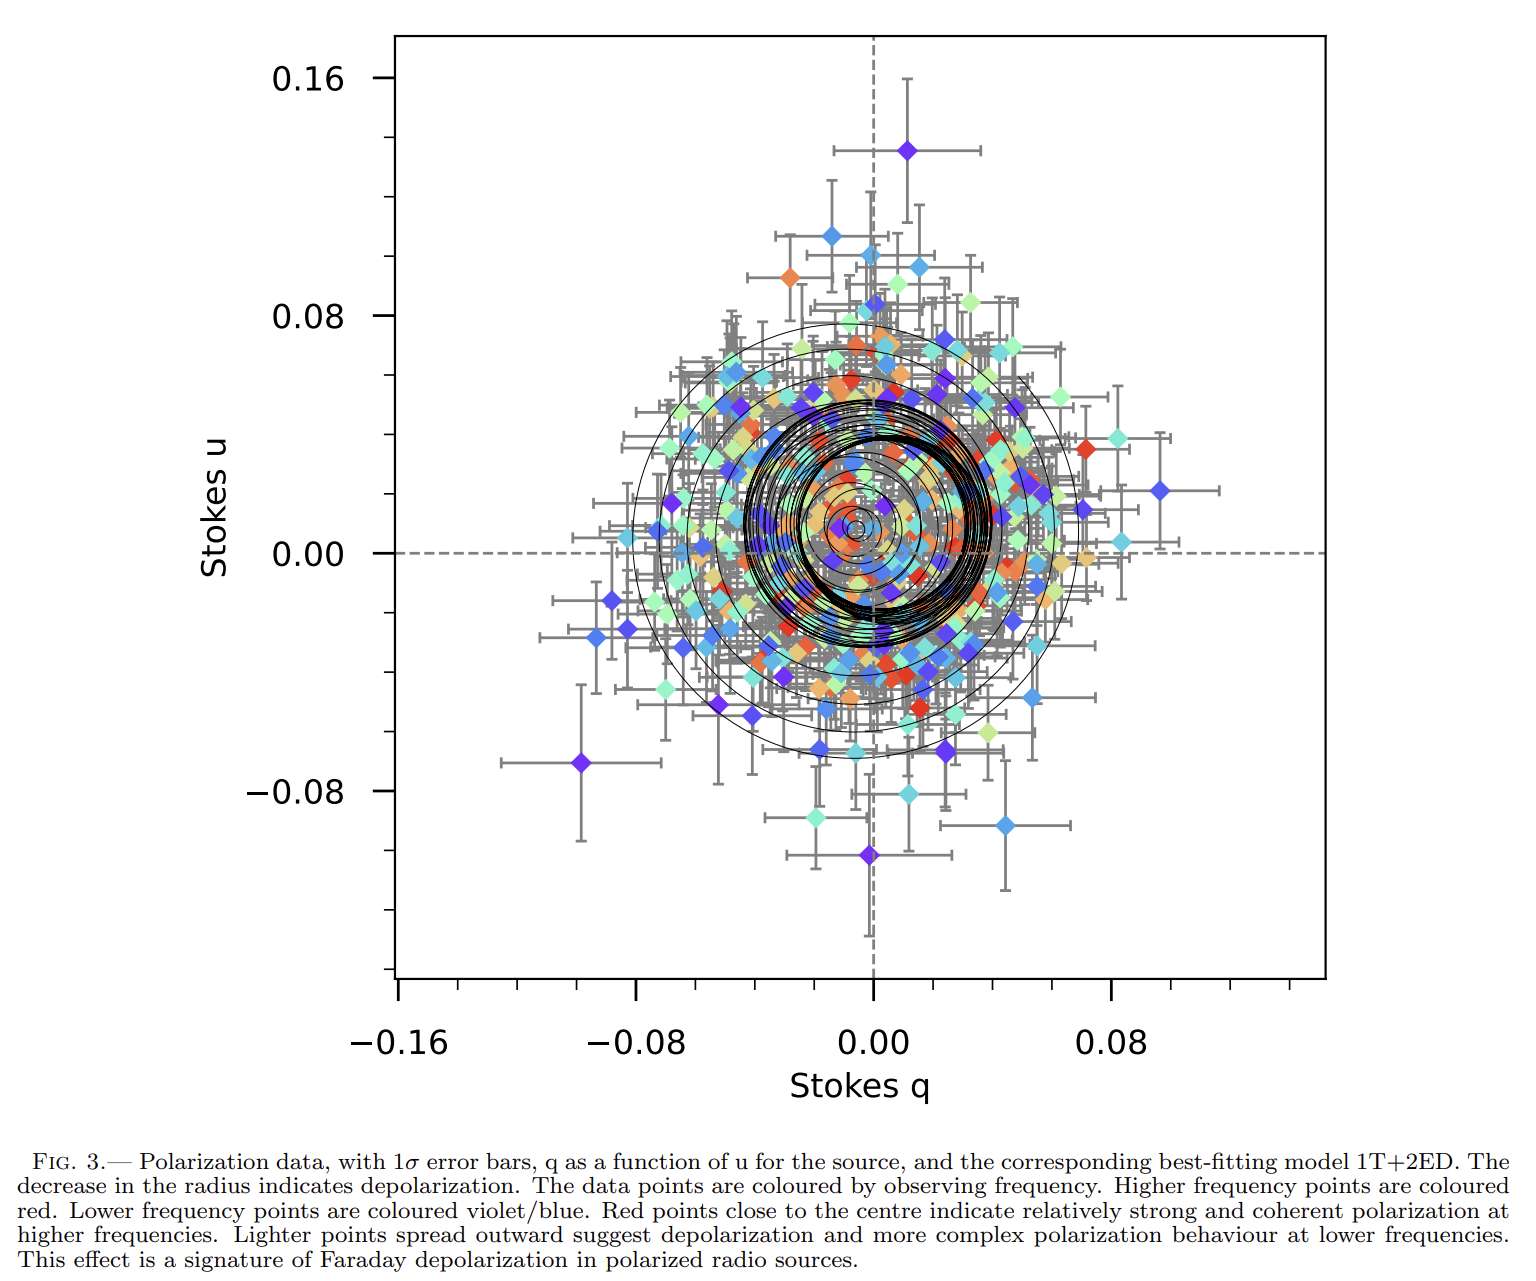 0.16
0.08
0.00
−0.08
Stokes u
−0.16
−0.08
0.00
0.08
Stokes q
FIG. 3.— Polarization data, with 1σ error bars, q as a function of u for the source, and the corresponding best-fitting model 1T+2ED. The
decrease in the radius indicates depolarization. The data points are coloured by observing frequency. Higher frequency points are coloured
red. Lower frequency points are coloured violet/blue. Red points close to the centre indicate relatively strong and coherent polarization at
higher frequencies. Lighter points spread outward suggest depolarization and more complex polarization behaviour at lower frequencies.
This effect is a signature of Faraday depolarization in polarized radio sources.